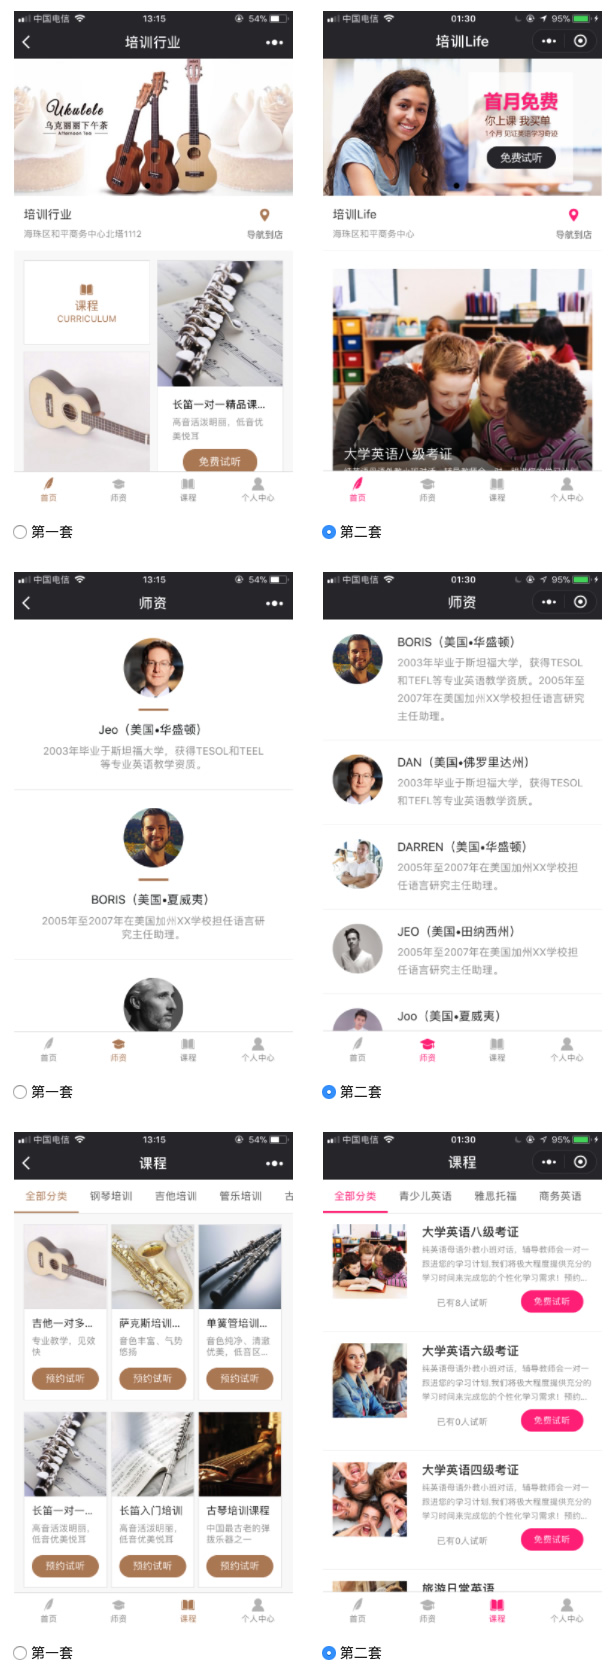 中国电信 13:15 54%
培训行业
Ukulele
乌克丽丽下午茶
Afternoon tea
培训行业
海珠区和平商务中心北塔1112
导航到店
课程
CURRICULUM
长笛一对一精品课...
高音活泼明丽，低音优
美悦耳
免费试听
首页 师资 课程 个人中心
第一套
中国电信 01:30 95%
培训Life
首月免费
你上课 我买单
1个月 见证英语学习奇迹
免费试听
培训Life
海珠区和平商务中心
导航到店
大学英语八级考证
首页 师资 课程 个人中心
第二套
中国电信 13:15 54%
师资
Jeo（美国•华盛顿）
2003年毕业于斯坦福大学，获得TESOL和TEEL
等专业英语教学资质。
BORIS（美国•夏威夷）
2005年至2007年在美国加州XX学校担任语言研
究主任助理。
首页 师资 课程 个人中心
第一套
中国电信 01:30 95%
师资
BORIS（美国•华盛顿）
2003年毕业于斯坦福大学，获得TESOL
和TEFL等专业英语教学资质。2005年至
2007年在美国加州XX学校担任语言研究
主任助理。
DAN（美国•佛罗里达州）
2003年毕业于斯坦福大学，获得TESOL
和TEFL等专业英语教学资质。
DARREN（美国•华盛顿）
2005年至2007年在美国加州XX学校担
任语言研究主任助理。
JEO（美国•田纳西州）
2005年至2007年在美国加州XX学校担
任语言研究主任助理。
Joo（美国•夏威夷）
首页 师资 课程 个人中心
第二套
中国电信 13:15 54%
课程
全部分类 钢琴培训 吉他培训 管乐培训 古
吉他一对多...
专业教学，见效
快
预约试听
萨克斯培训...
音色丰富、气势
悠扬
预约试听
单簧管培训...
音色纯净、清澈
优美，低音区...
预约试听
长笛一对一...
高音活泼明丽，
低音优美悦耳
预约试听
长笛入门培训
高音活泼明丽，
低音优美悦耳
预约试听
古琴培训课程
中国最古老的弹
拨乐器之一
预约试听
首页 师资 课程 个人中心
第一套
中国电信 01:30 95%
课程
全部分类 青少儿英语 雅思托福 商务英语
大学英语八级考证
纯英语母语外教小班对话，辅导教师会一对一
跟进您的学习计划,我们将极大程度提供充分的
学习时间来完成您的个性化学习需求！预约...
已有8人试听 免费试听
大学英语六级考证
纯英语母语外教小班对话，辅导教师会一对一
跟进您的学习计划,我们将极大程度提供充分的
学习时间来完成您的个性化学习需求！预约...
已有0人试听 免费试听
大学英语四级考证
纯英语母语外教小班对话，辅导教师会一对一
跟进您的学习计划,我们将极大程度提供充分的
学习时间来完成您的个性化学习需求！预约...
已有0人试听 免费试听
旅游日常英语
首页 师资 课程 个人中心
第二套